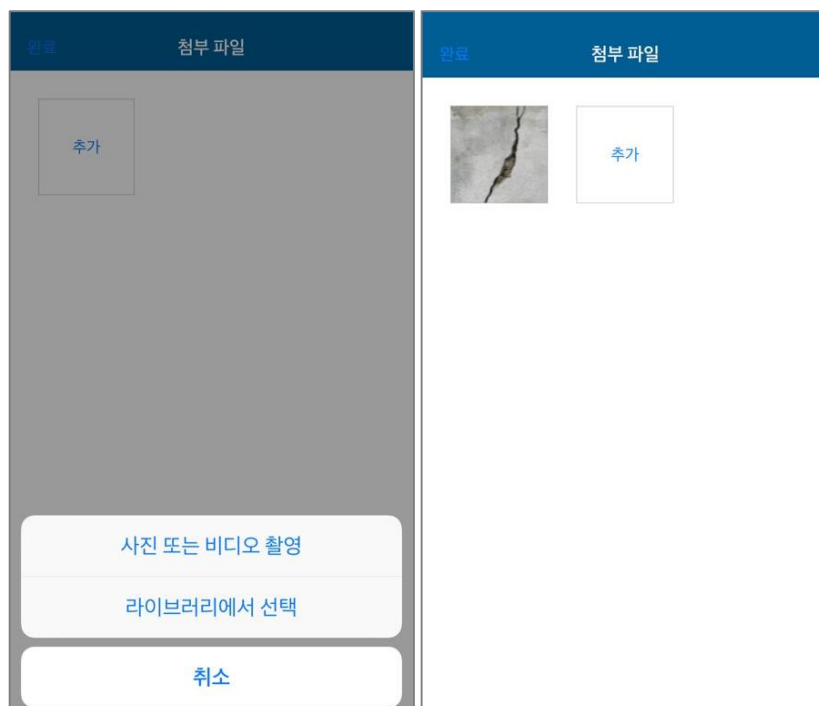 완료
첨부 파일
추가
사진 또는 비디오 촬영
라이브러리에서 선택
취소
완료
첨부 파일
추가